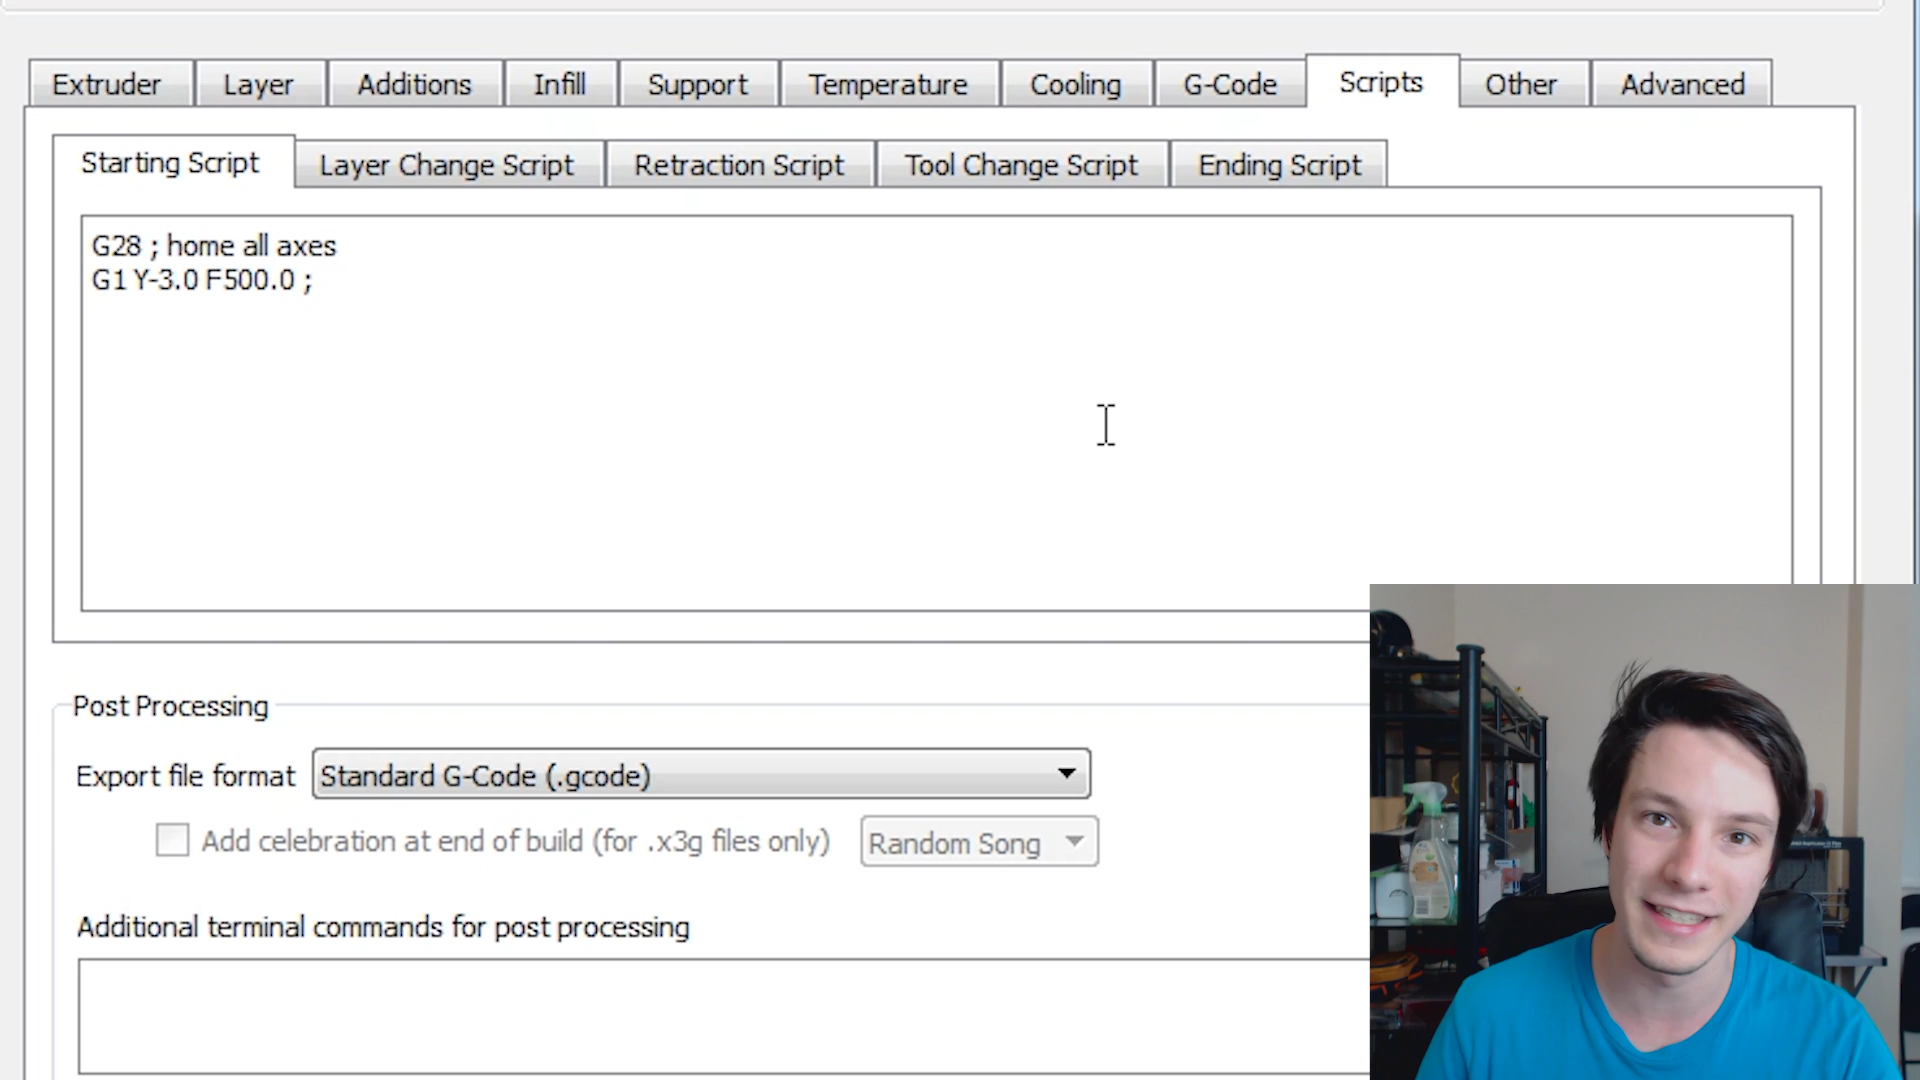 Extruder Layer Additions Infill Support Temperature Cooling G-Code Scripts Other Advanced
Starting Script Layer Change Script Retraction Script Tool Change Script Ending Script
G28 ; home all axes
G1 Y-3.0 F500.0 ;
Post Processing
Export file format Standard G-Code (.gcode)
Add celebration at end of build (for .x3g files only) Random Song
Additional terminal commands for post processing